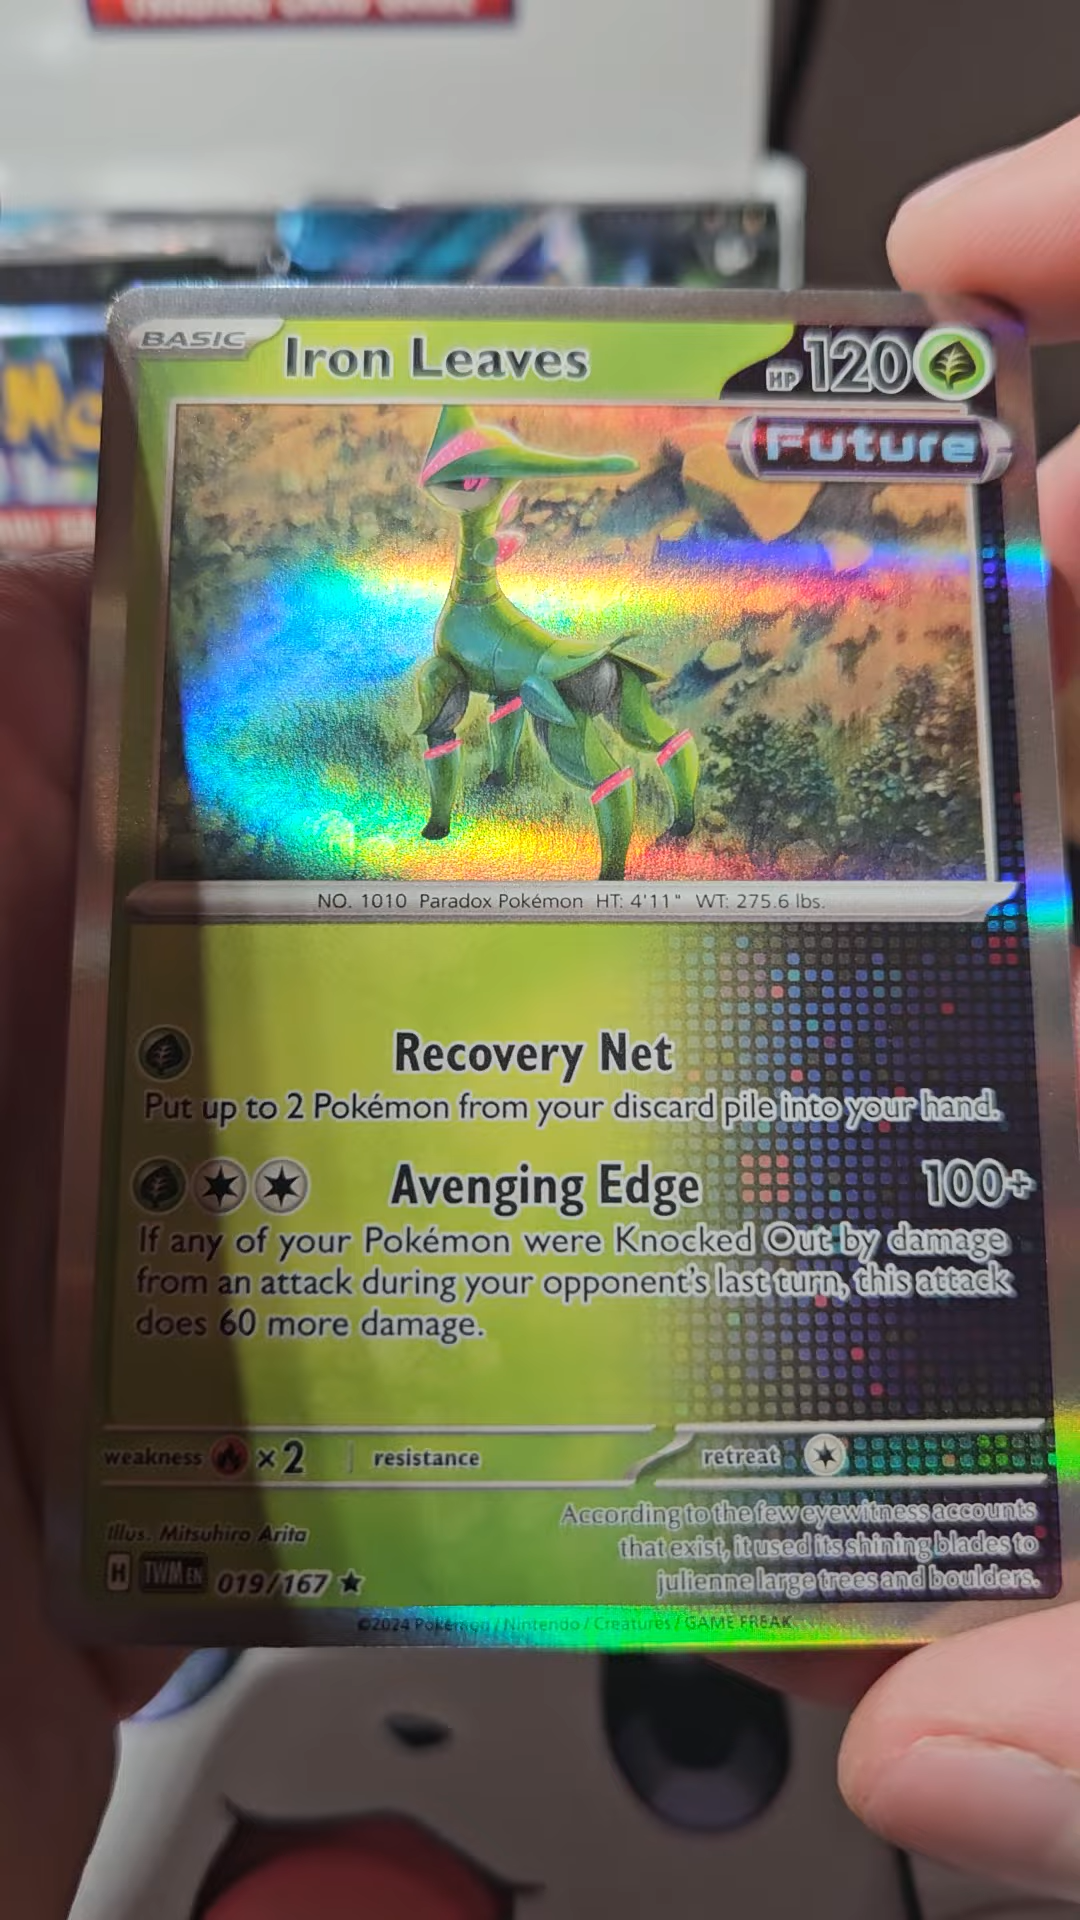 BASIC
Iron Leaves
HP 120
Future
NO. 1010 Paradox Pokémon HT: 4'11" WT: 275.6 lbs.
Recovery Net
Put up to 2 Pokémon from your discard pile into your hand.
Avenging Edge 100+
If any of your Pokémon were Knocked Out by damage
from an attack during your opponent's last turn, this attack
does 60 more damage.
weakness ×2 resistance retreat
Illus. Mitsuhiro Arita
According to the few eyewitness accounts
that exist, it used its shining blades to
julienne large trees and boulders.
H TWM EN 019/167
©2024 Pokémon / Nintendo / Creatures / GAME FREAK